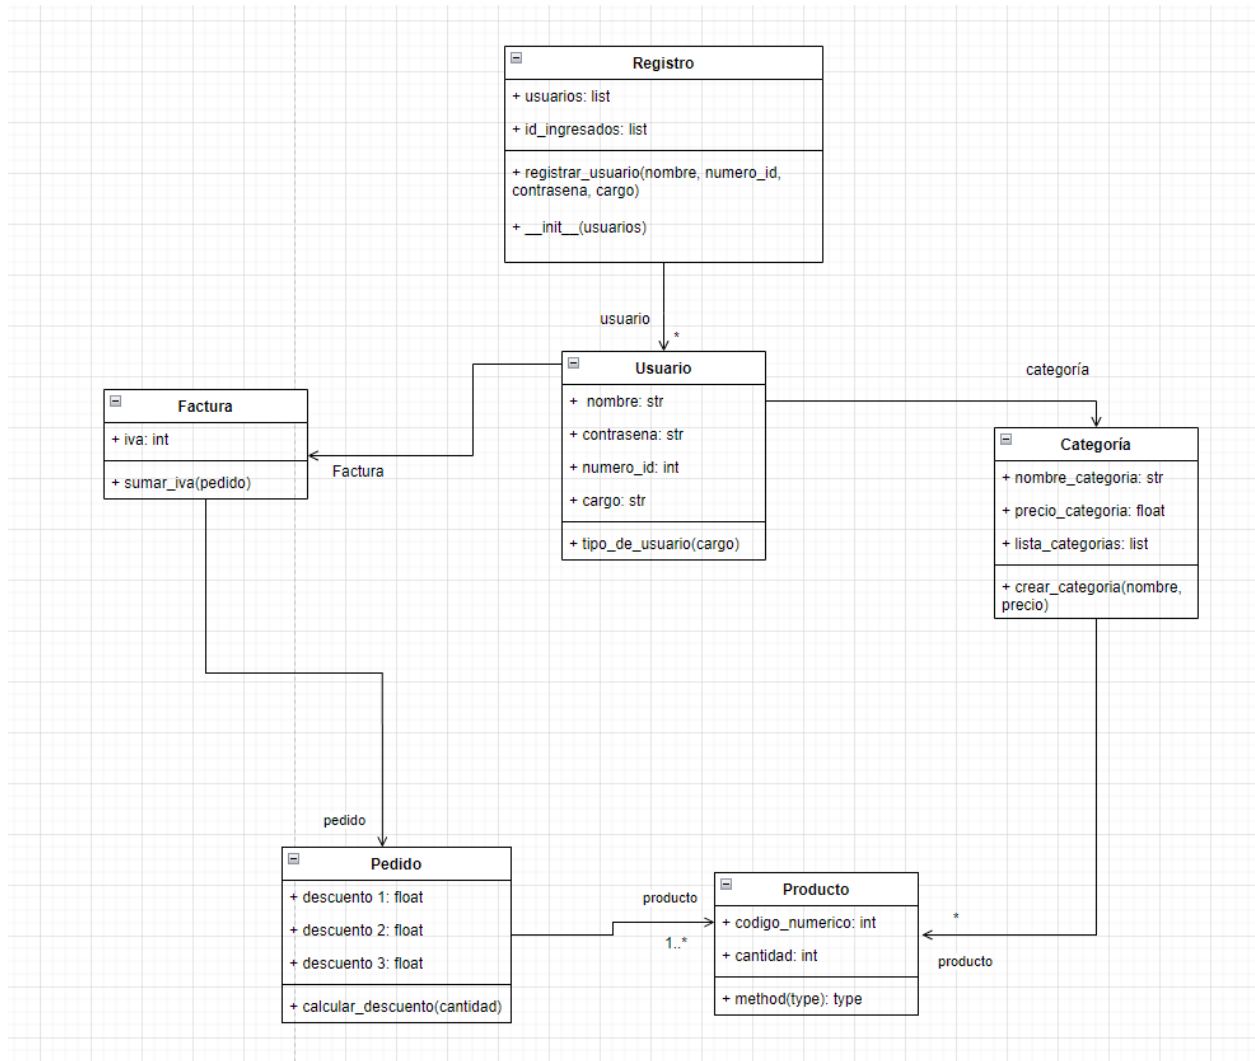 Registro
+ usuarios: list
+ id_ingresados: list
+ registrar_usuario(nombre, numero_id,
contrasena, cargo)
+ __init__(usuarios)
usuario
*
Usuario
+ nombre: str
+ contrasena: str
+ numero_id: int
+ cargo: str
+ tipo_de_usuario(cargo)
categoría
Factura
+ iva: int
+ sumar_iva(pedido)
Factura
Categoría
+ nombre_categoria: str
+ precio_categoria: float
+ lista_categorias: list
+ crear_categoria(nombre,
precio)
pedido
Pedido
+ descuento 1: float
+ descuento 2: float
+ descuento 3: float
+ calcular_descuento(cantidad)
producto
1..*
Producto
+ codigo_numerico: int
+ cantidad: int
+ method(type): type
*
producto